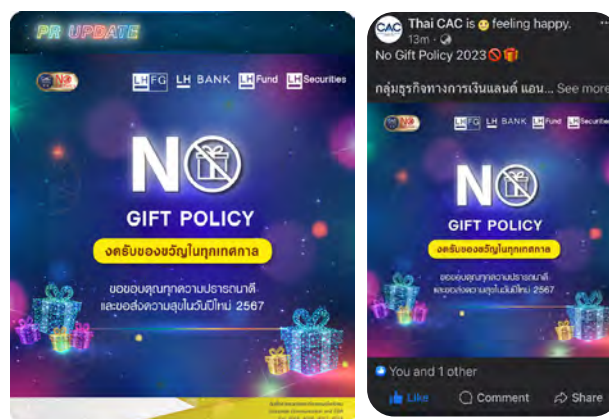 PR UPDATE
LH FG LH BANK LH Fund LH Securities
NO
GIFT POLICY
งดรับของขวัญในทุกเทศกาล
ขอขอบคุณทุกความปรารถนาดี
และขอส่งความสุขในวันปีใหม่ 2567
CAC
Thai CAC is feeling happy. ...
13m
No Gift Policy 2023
กลุ่มธุรกิจทางการเงินแลนด์ แอน... See more
LH FG LH BANK LH Fund LH Securities
NO
GIFT POLICY
งดรับของขวัญในทุกเทศกาล
ขอขอบคุณทุกความปรารถนาดี
และขอส่งความสุขในวันปีใหม่ 2567
You and 1 other
Like Comment Share